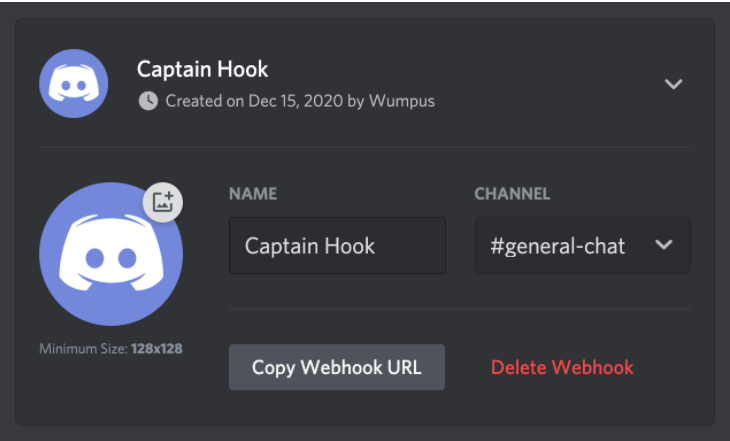 Captain Hook
Created on Dec 15, 2020 by Wumpus
NAME
CHANNEL
Captain Hook
#general-chat
Minimum Size: 128x128
Copy Webhook URL
Delete Webhook